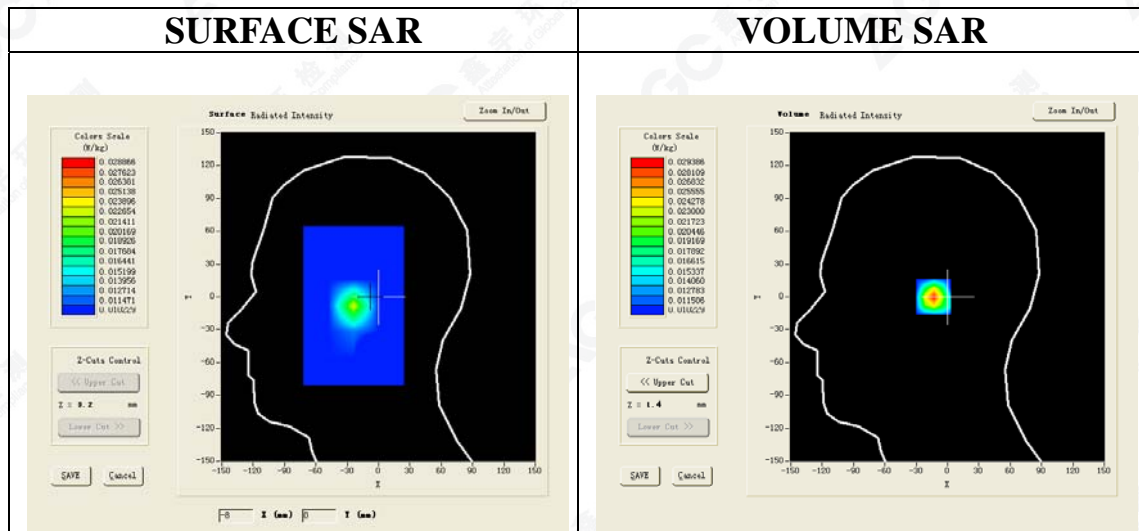 SURFACE SAR
VOLUME SAR
Surface Radiated Intensity
Zoom In/Out
Colors Scale
(W/kg)
0.028866
0.027623
0.026381
0.025138
0.023896
0.022654
0.021411
0.020169
0.018926
0.017684
0.016441
0.015199
0.013956
0.012714
0.011471
0.010229
150
120
90
60
30
0
-30
-60
-90
-120
-150
Y
-150 -120 -90 -60 -30 0 30 60 90 120 150
X
Z-Cuts Control
<< Upper Cut
Z = 3.2 mm
Lower Cut >>
SAVE Cancel
-8 X (mm) 0 Y (mm)
Volume Radiated Intensity
Zoom In/Out
Colors Scale
(W/kg)
0.029386
0.028109
0.026832
0.025555
0.024278
0.023000
0.021723
0.020446
0.019169
0.017892
0.016615
0.015337
0.014060
0.012783
0.011506
0.010229
150
120
90
60
30
0
-30
-60
-90
-120
-150
Y
-150 -120 -90 -60 -30 0 30 60 90 120 150
X
Z-Cuts Control
<< Upper Cut
Z = 1.4 mm
Lower Cut >>
SAVE Cancel